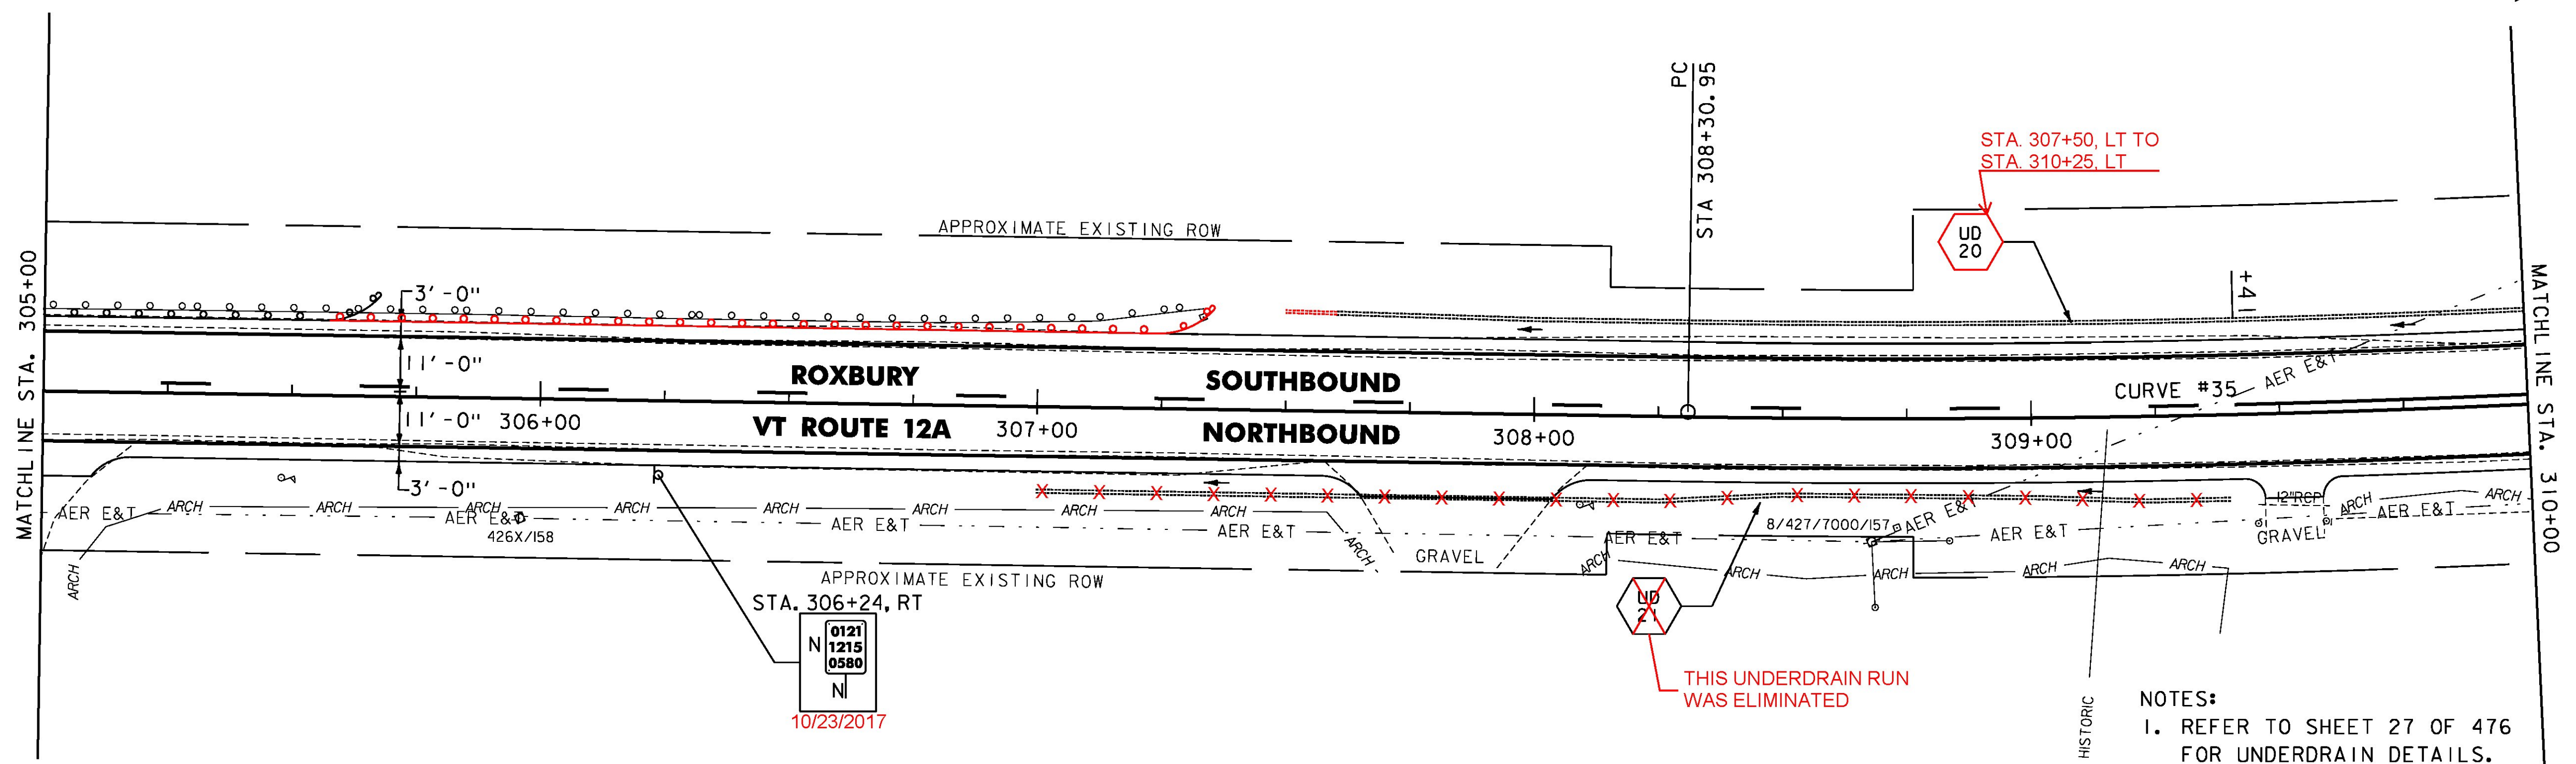 PC
STA 308+30.95
STA. 307+50, LT TO
STA. 310+25, LT
UD
20
APPROXIMATE EXISTING ROW
+41
MATCHLINE STA. 305+00
MATCHLINE STA. 310+00
3'-0"
11'-0"
11'-0"
3'-0"
ROXBURY
SOUTHBOUND
VT ROUTE 12A
NORTHBOUND
306+00
307+00
308+00
309+00
CURVE #35
AER E&T
AER E&T
ARCH
ARCH
ARCH
ARCH
ARCH
ARCH
ARCH
ARCH
AER E&T
426X/158
AER E&T
AER E&T
ARCH
GRAVEL
ARCH
AER E&T
8/427/7000/157
AER E&T
AER E&T
12"RCP
ARCH
ARCH
AER E&T
GRAVEL
ARCH
ARCH
ARCH
ARCH
ARCH
APPROXIMATE EXISTING ROW
STA. 306+24, RT
N
0121
1215
0580
N
10/23/2017
UD
21
THIS UNDERDRAIN RUN
WAS ELIMINATED
HISTORIC
NOTES:
1. REFER TO SHEET 27 OF 476
FOR UNDERDRAIN DETAILS.